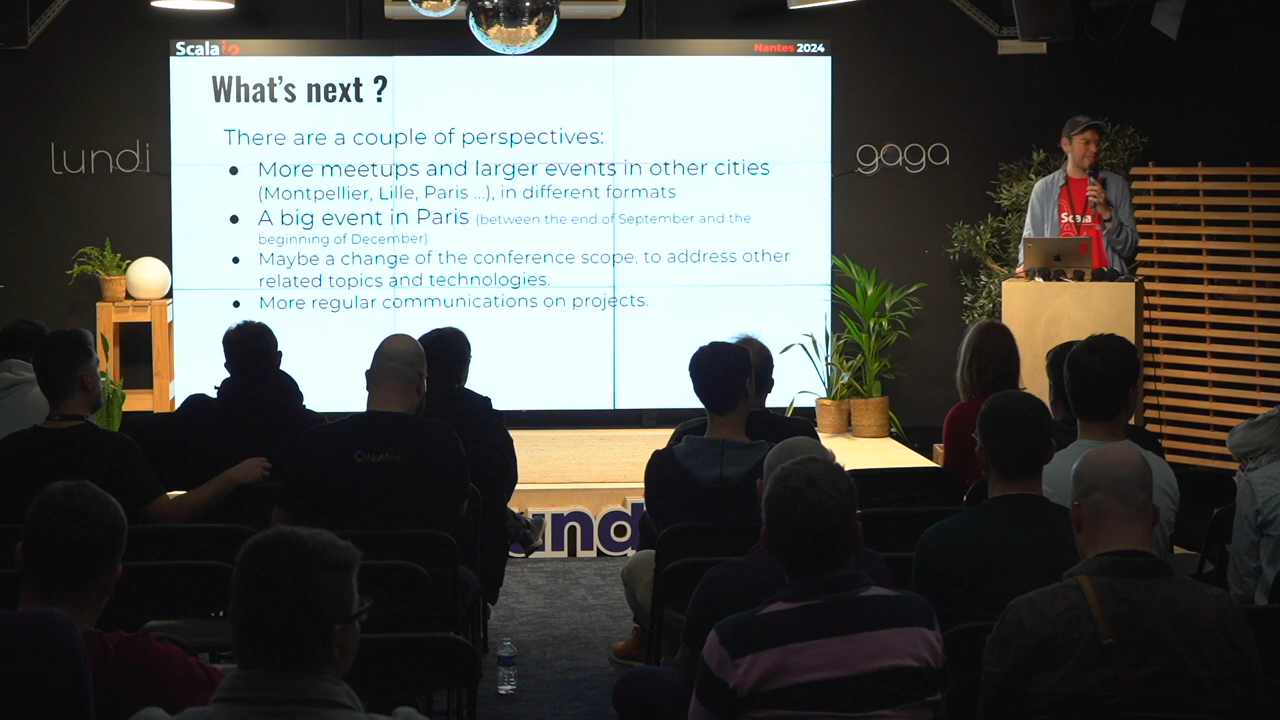 Scala io
Nantes 2024
What's next ?
There are a couple of perspectives:
● More meetups and larger events in other cities
(Montpellier, Lille, Paris ...), in different formats
● A big event in Paris (between the end of September and the
beginning of December)
● Maybe a change of the conference scope, to address other
related topics and technologies.
● More regular communications on projects.
lundi
gaga
Scala